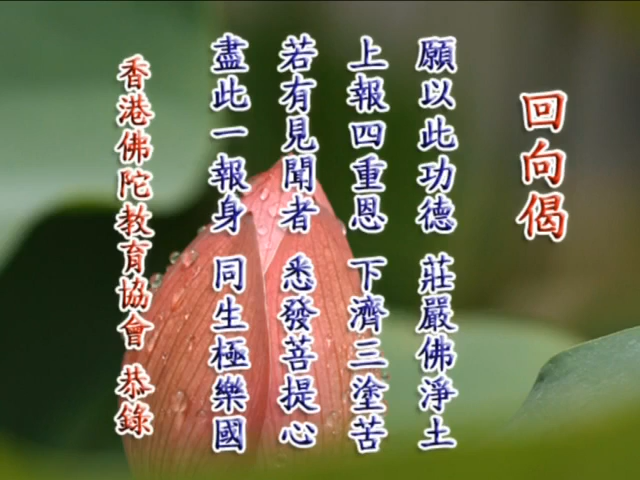 回向偈
願以此功德 莊嚴佛淨土
上報四重恩 下濟三塗苦
若有見聞者 悉發菩提心
盡此一報身 同生極樂國
香港佛陀教育協會 恭錄